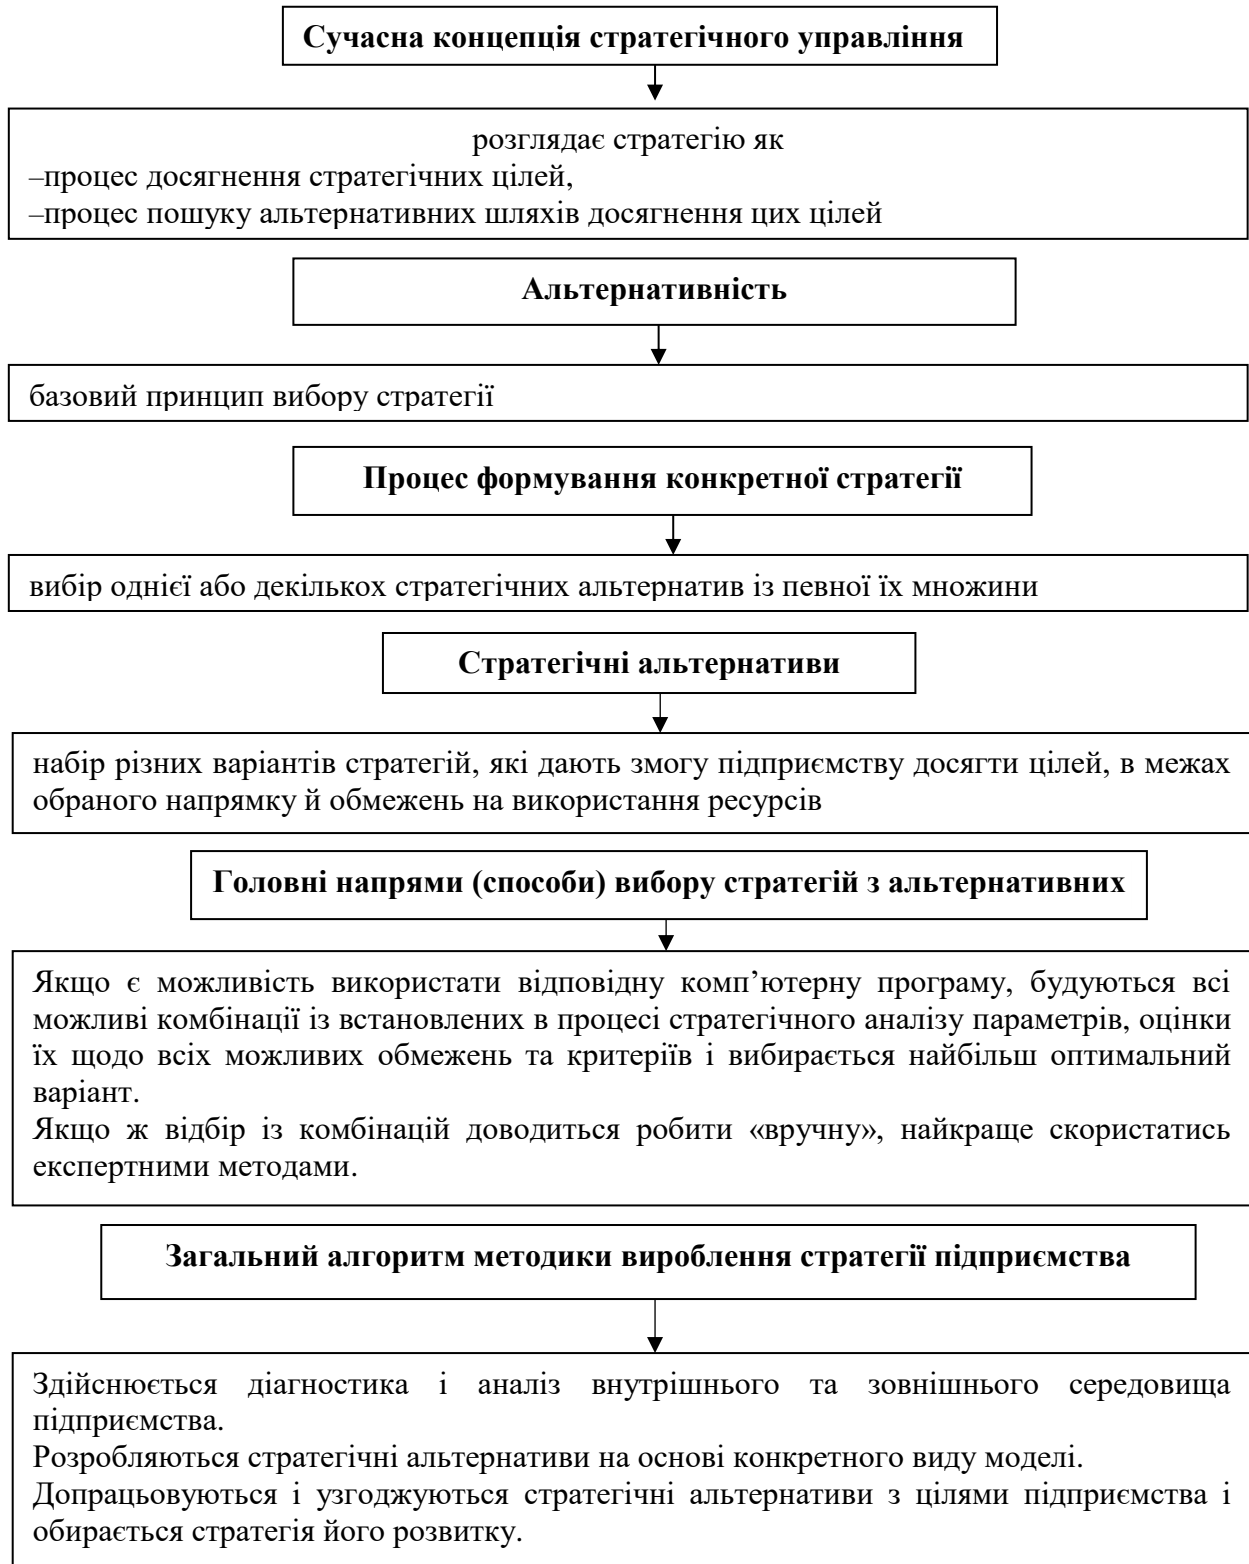 Сучасна концепція стратегічного управління
розглядає стратегію як
–процес досягнення стратегічних цілей,
–процес пошуку альтернативних шляхів досягнення цих цілей
Альтернативність
базовий принцип вибору стратегії
Процес формування конкретної стратегії
вибір однієї або декількох стратегічних альтернатив із певної їх множини
Стратегічні альтернативи
набір різних варіантів стратегій, які дають змогу підприємству досягти цілей, в межах
обраного напрямку й обмежень на використання ресурсів
Головні напрями (способи) вибору стратегій з альтернативних
Якщо є можливість використати відповідну комп’ютерну програму, будуються всі
можливі комбінації із встановлених в процесі стратегічного аналізу параметрів, оцінки
їх щодо всіх можливих обмежень та критеріїв і вибирається найбільш оптимальний
варіант.
Якщо ж відбір із комбінацій доводиться робити «вручну», найкраще скористатись
експертними методами.
Загальний алгоритм методики вироблення стратегії підприємства
Здійснюється діагностика і аналіз внутрішнього та зовнішнього середовища
підприємства.
Розробляються стратегічні альтернативи на основі конкретного виду моделі.
Допрацьовуються і узгоджуються стратегічні альтернативи з цілями підприємства і
обирається стратегія його розвитку.